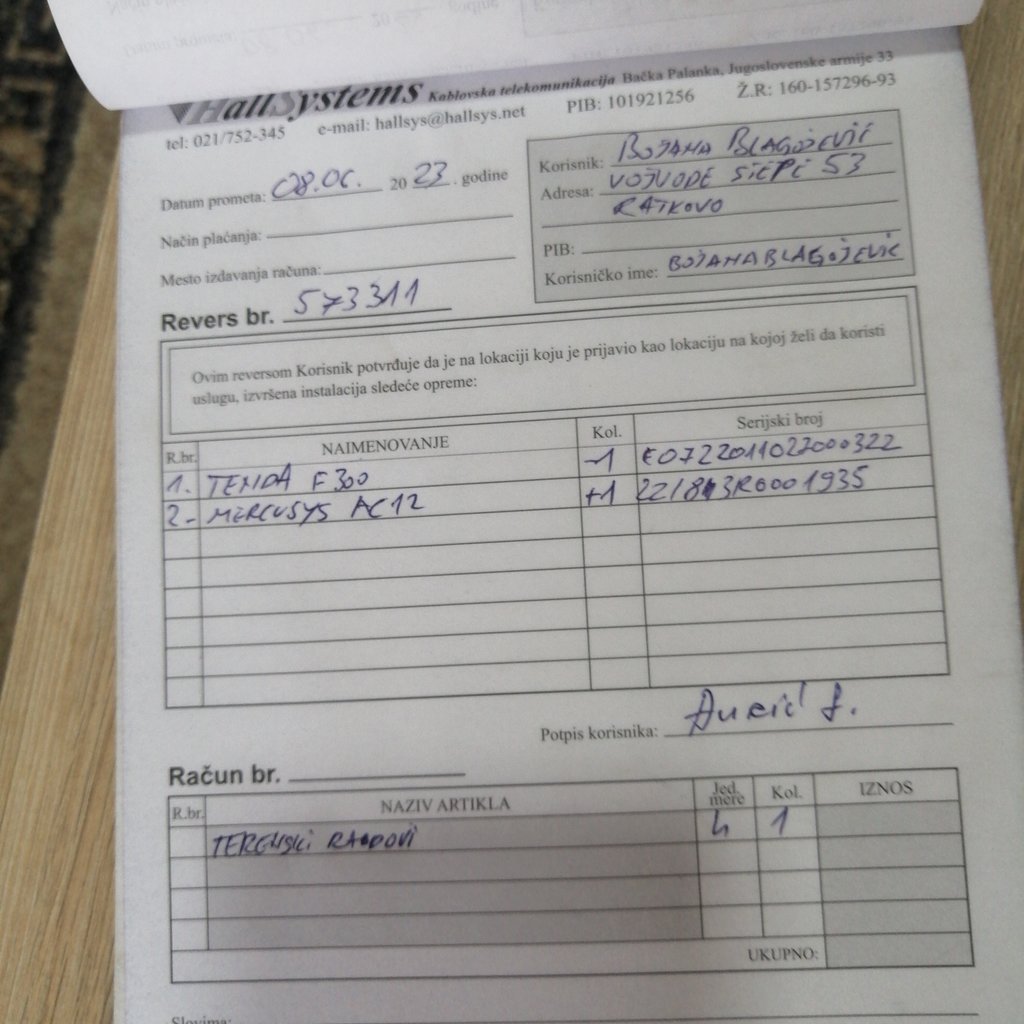 HallSystems Kablovska telekomunikacija Bačka Palanka, Jugoslovenske armije 33
tel: 021/752-345 e-mail: hallsys@hallsys.net PIB: 101921256 Ž.R: 160-157296-93
Datum prometa: 08.06. 2023. godine
Način plaćanja:
Mesto izdavanja računa:
Korisnik: BOJANA BLAGOJEVIĆ
Adresa: VOJVODE STEPE 53
RATKOVO
PIB:
Korisničko ime: BOJANABLAGOJEVIC
Revers br. 573311
Ovim reversom Korisnik potvrđuje da je na lokaciji koju je prijavio kao lokaciju na kojoj želi da koristi
uslugu, izvršena instalacija sledeće opreme:
R.br. NAIMENOVANJE Kol. Serijski broj
1. TENDA F300 -1 E0722011027000322
2- MERCUSYS AC12 +1
Potpis korisnika:
Račun br.
R.br. NAZIV ARTIKLA Jed. mere Kol. IZNOS
TERENSKI RADOVI h 1
UKUPNO:
Slovima: